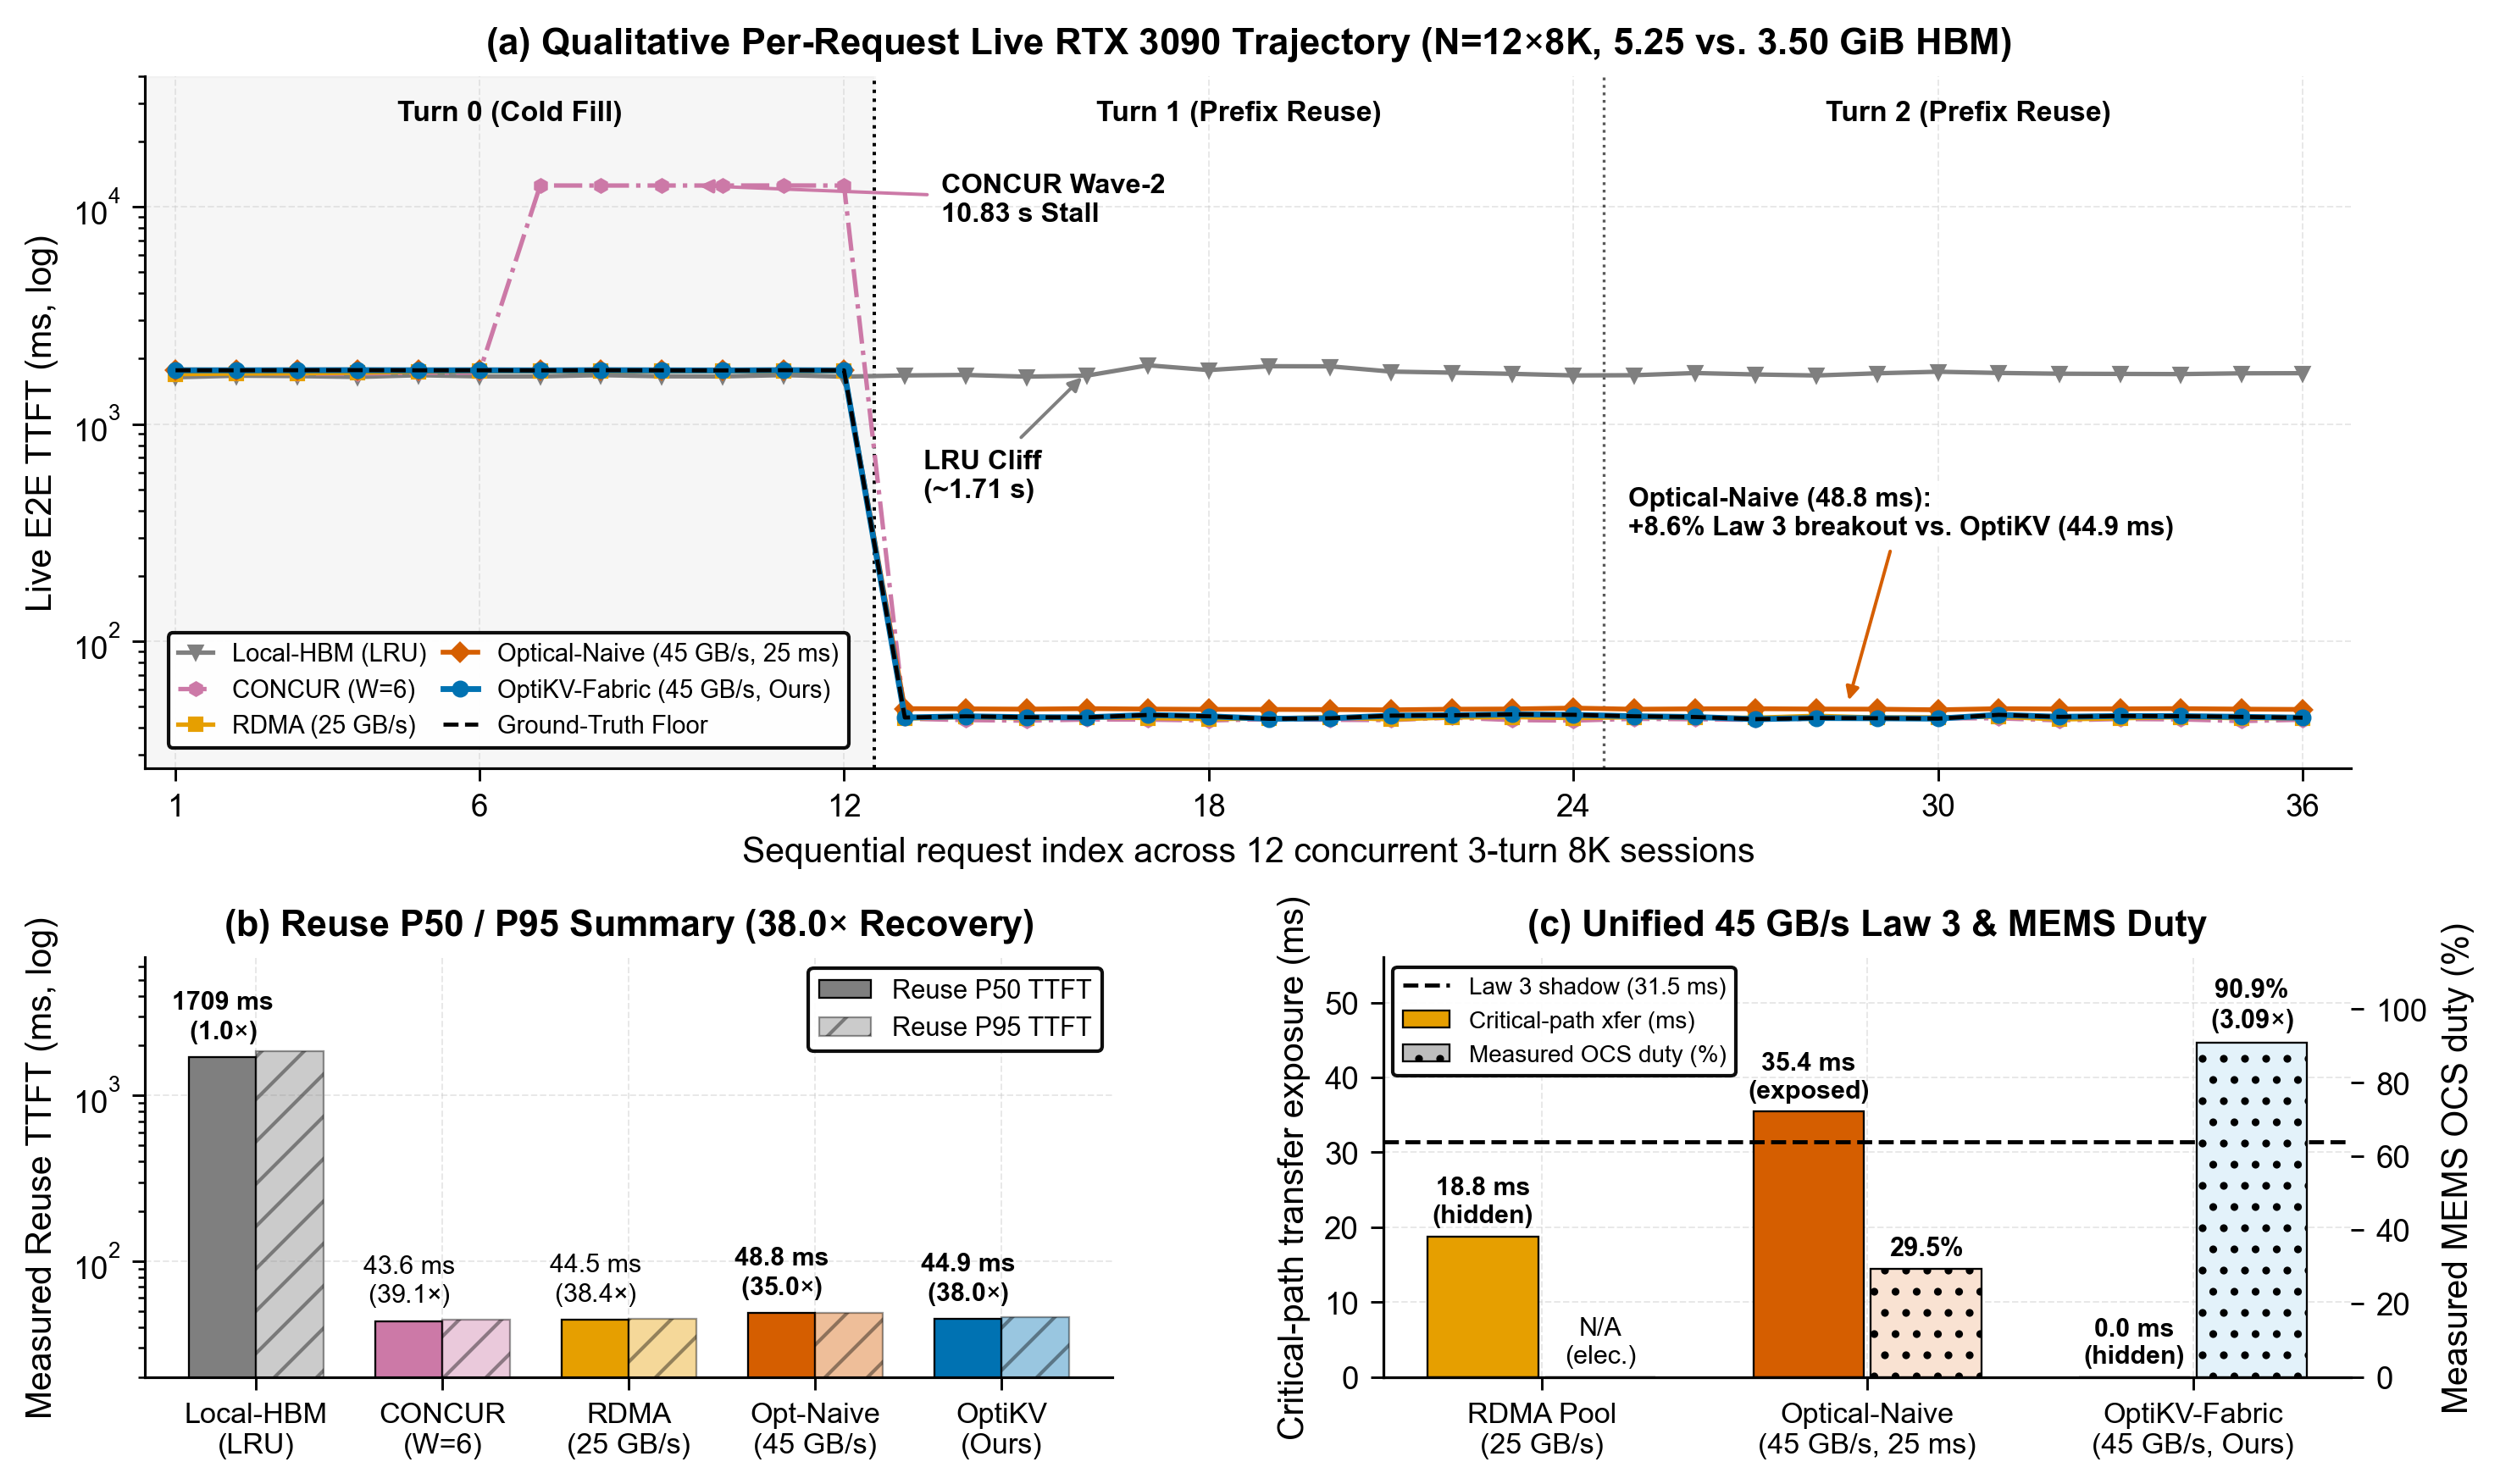 (a) Qualitative Per-Request Live RTX 3090 Trajectory (N=12×8K, 5.25 vs. 3.50 GiB HBM)
Live E2E TTFT (ms, log)
10⁴
10³
10²
Turn 0 (Cold Fill)
Turn 1 (Prefix Reuse)
Turn 2 (Prefix Reuse)
CONCUR Wave-2
10.83 s Stall
LRU Cliff
(~1.71 s)
Optical-Naive (48.8 ms):
+8.6% Law 3 breakout vs. OptiKV (44.9 ms)
Local-HBM (LRU)
CONCUR (W=6)
RDMA (25 GB/s)
Optical-Naive (45 GB/s, 25 ms)
OptiKV-Fabric (45 GB/s, Ours)
Ground-Truth Floor
1 6 12 18 24 30 36
Sequential request index across 12 concurrent 3-turn 8K sessions
(b) Reuse P50 / P95 Summary (38.0× Recovery)
Measured Reuse TTFT (ms, log)
10³
10²
Reuse P50 TTFT
Reuse P95 TTFT
1709 ms
(1.0×)
43.6 ms
(39.1×)
44.5 ms
(38.4×)
48.8 ms
(35.0×)
44.9 ms
(38.0×)
Local-HBM
(LRU)
CONCUR
(W=6)
RDMA
(25 GB/s)
Opt-Naive
(45 GB/s)
OptiKV
(Ours)
(c) Unified 45 GB/s Law 3 & MEMS Duty
Critical-path transfer exposure (ms)
50
40
30
20
10
0
Law 3 shadow (31.5 ms)
Critical-path xfer (ms)
Measured OCS duty (%)
18.8 ms
(hidden)
N/A
(elec.)
35.4 ms
(exposed)
29.5%
0.0 ms
(hidden)
90.9%
(3.09×)
100
80
60
40
20
0
Measured MEMS OCS duty (%)
RDMA Pool
(25 GB/s)
Optical-Naive
(45 GB/s, 25 ms)
OptiKV-Fabric
(45 GB/s, Ours)